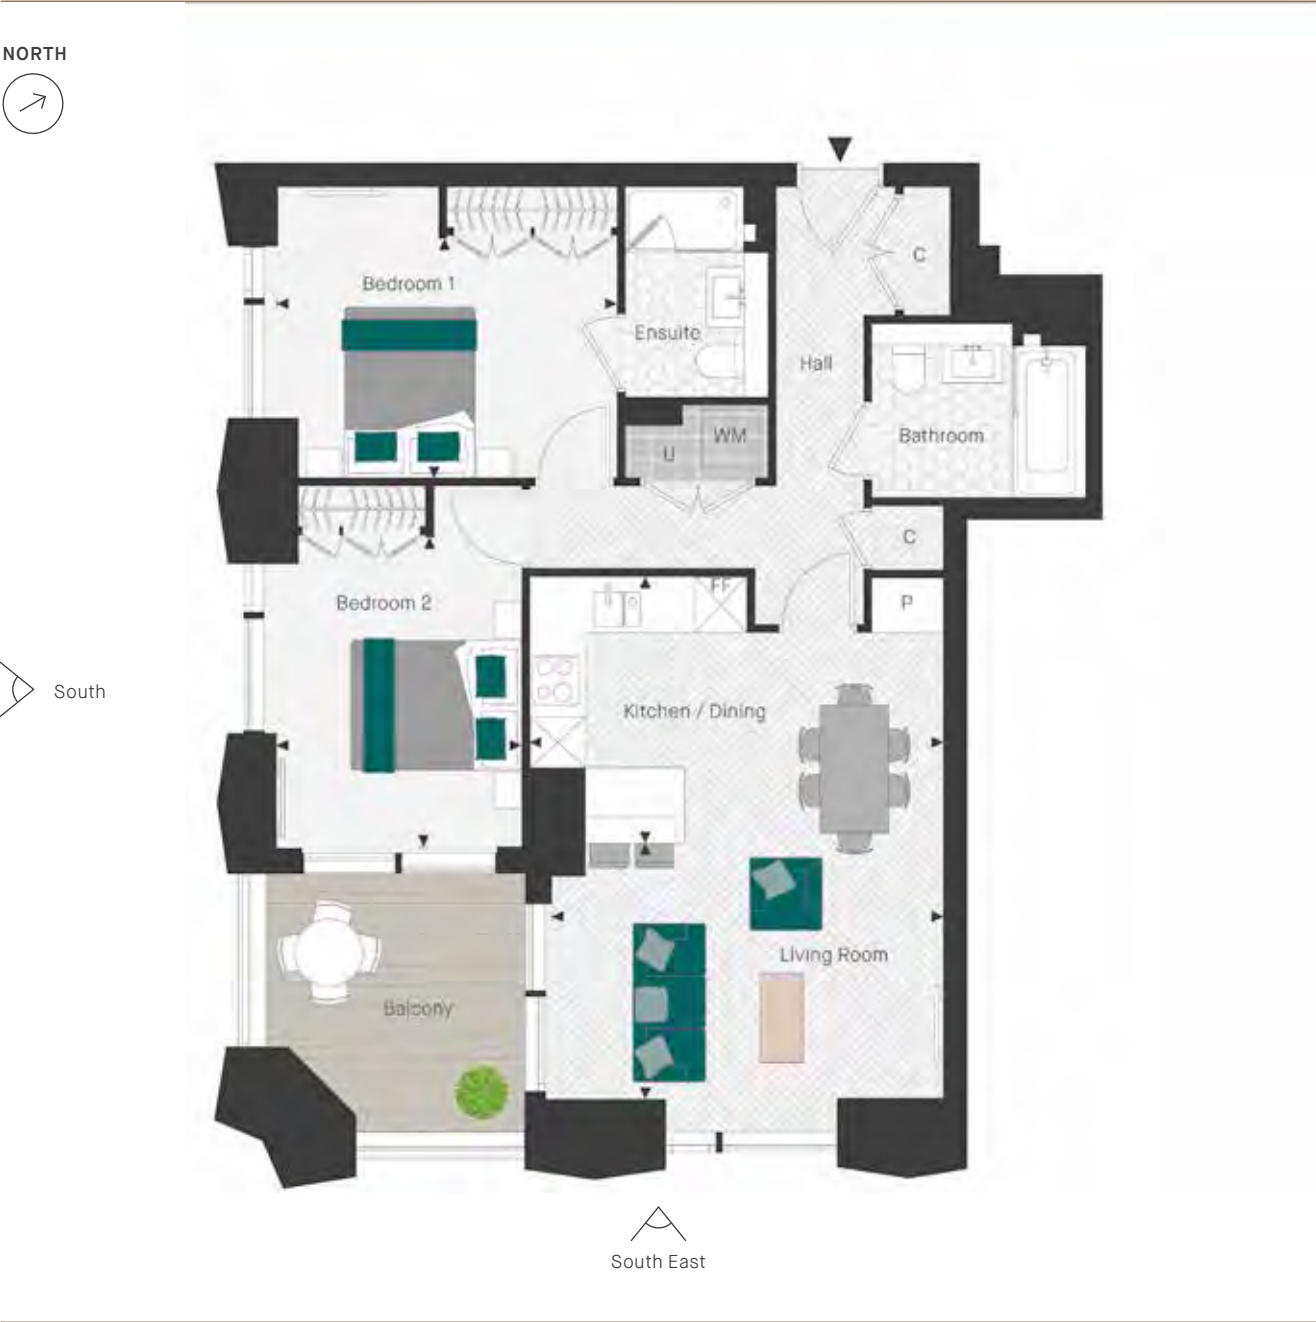 NORTH
C
Bedroom 1
Ensuite
Hall
WM
Bathroom
U
C
FF
Bedroom 2
P
South
Kitchen / Dining
Living Room
Balcony
South East